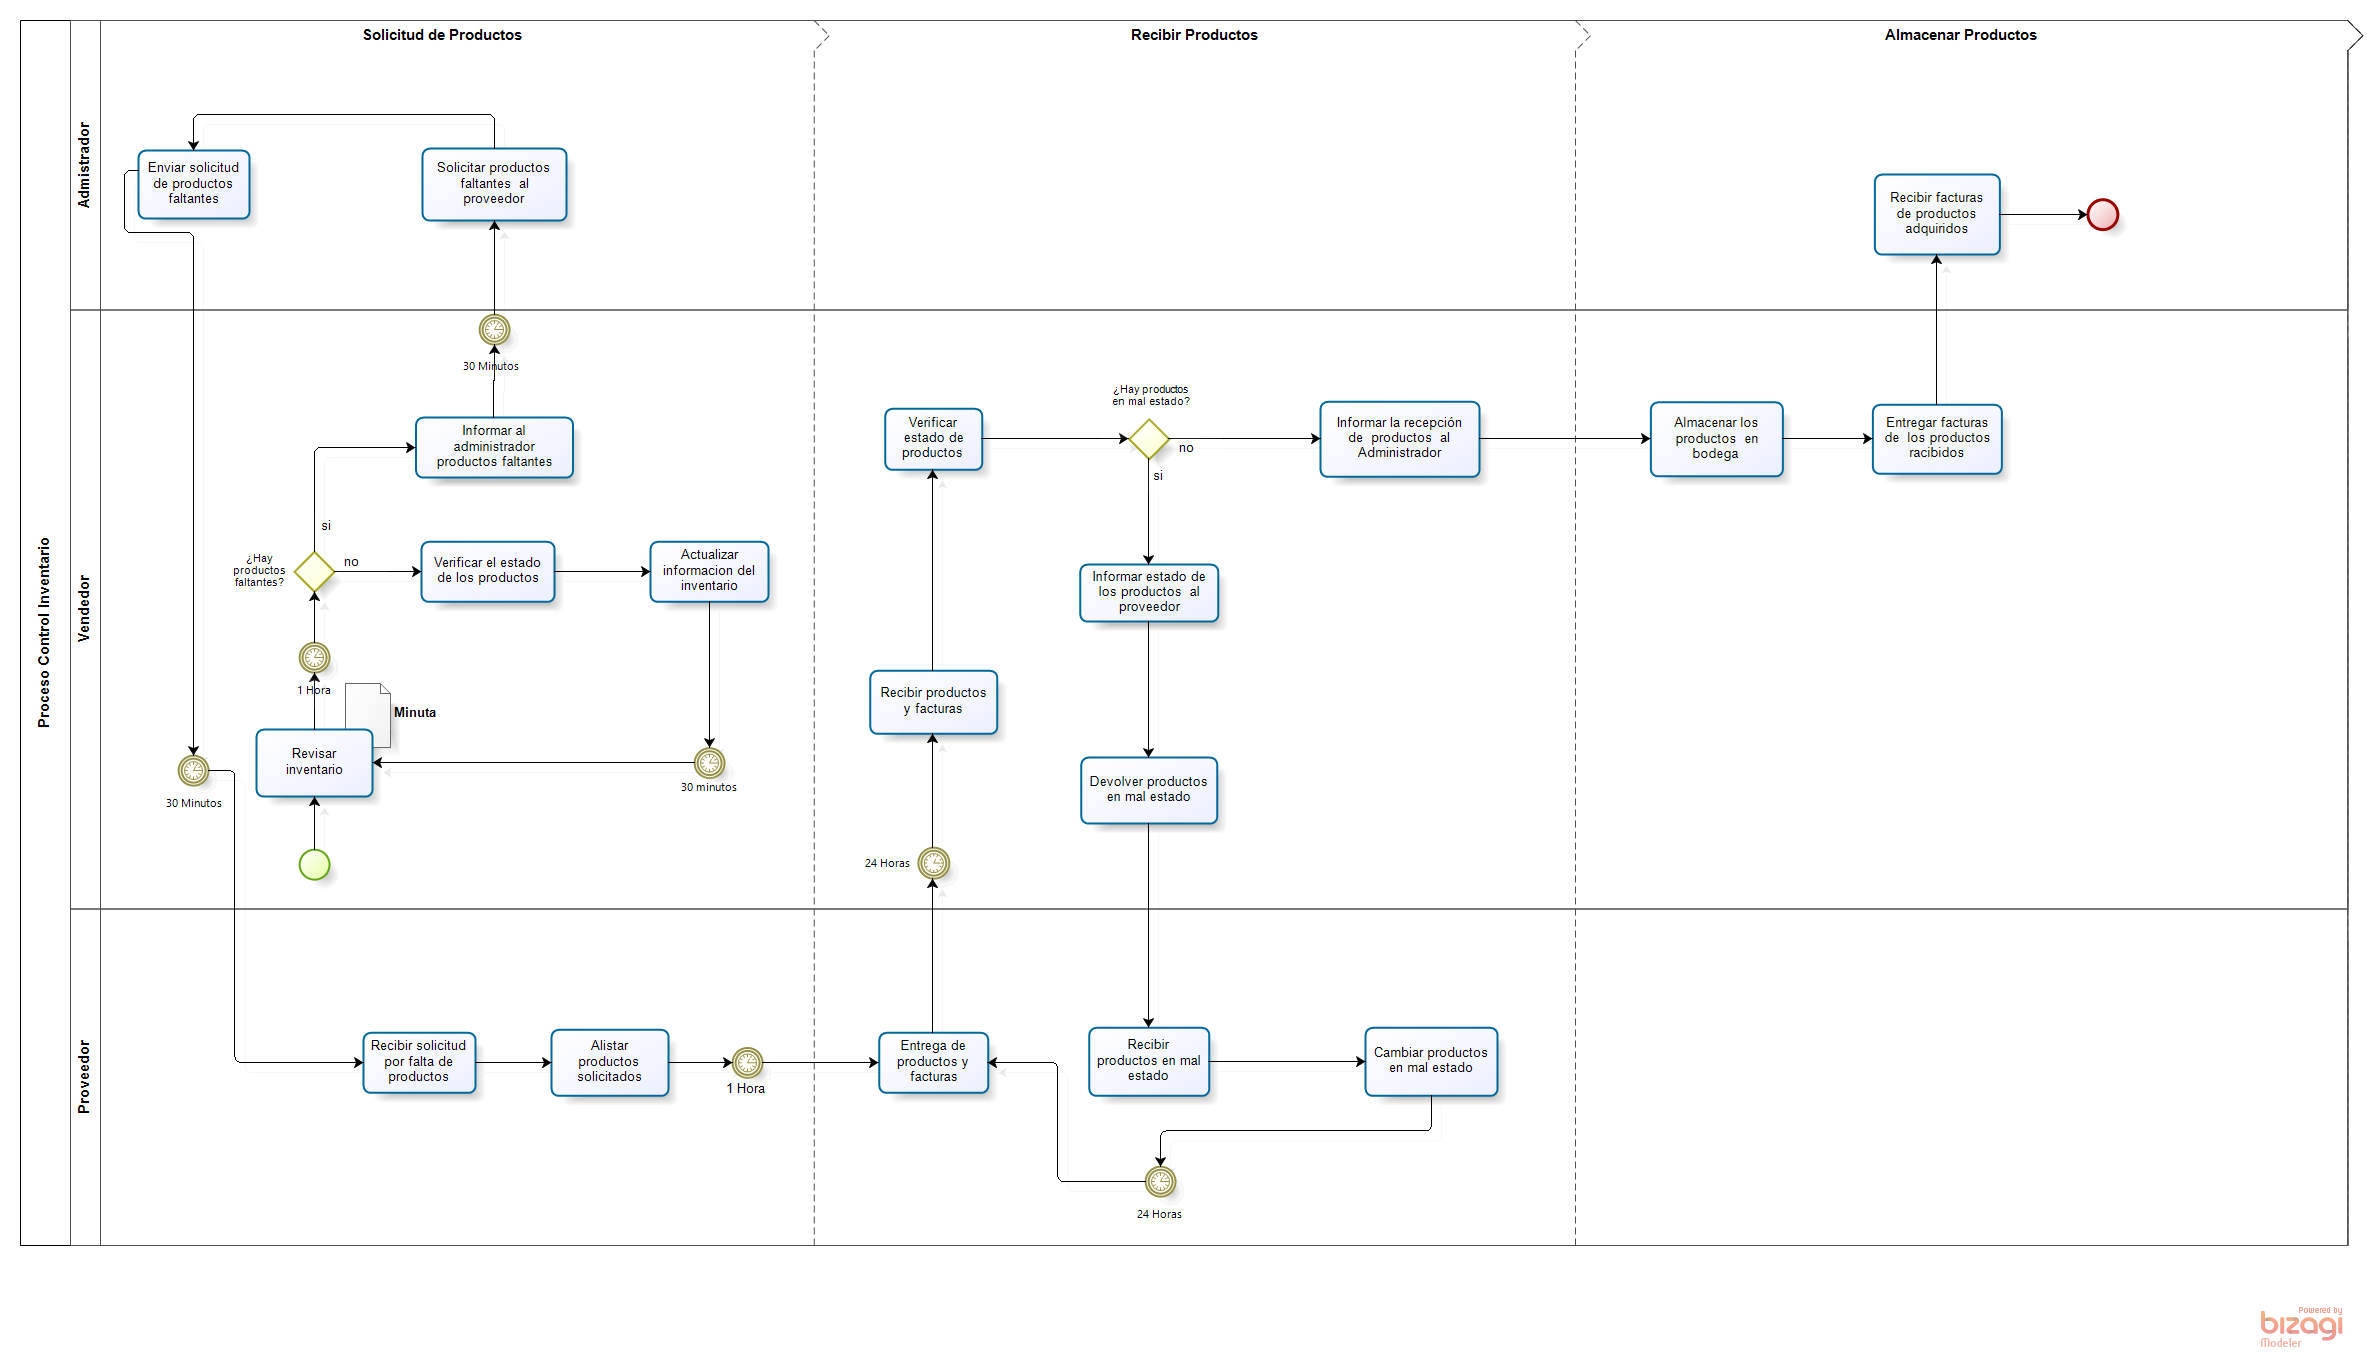 Solicitud de Productos
Recibir Productos
Almacenar Productos
Proceso Control Inventario
Admistrador
Enviar solicitud
de productos
faltantes
Solicitar productos
faltantes al
proveedor
Recibir facturas
de productos
adquiridos
Vendedor
30 Minutos
Informar al
administrador
productos faltantes
si
¿Hay
productos
faltantes?
no
Verificar el estado
de los productos
Actualizar
informacion del
inventario
1 Hora
Minuta
Revisar
inventario
30 minutos
30 Minutos
Verificar
estado de
productos
¿Hay productos
en mal estado?
no
si
Informar la recepción
de productos al
Administrador
Almacenar los
productos en
bodega
Entregar facturas
de los productos
racibidos
Informar estado de
los productos al
proveedor
Recibir productos
y facturas
Devolver productos
en mal estado
24 Horas
Proveedor
Recibir solicitud
por falta de
productos
Alistar
productos
solicitados
1 Hora
Entrega de
productos y
facturas
Recibir
productos en mal
estado
Cambiar productos
en mal estado
24 Horas
Powered by
bizagi
Modeler